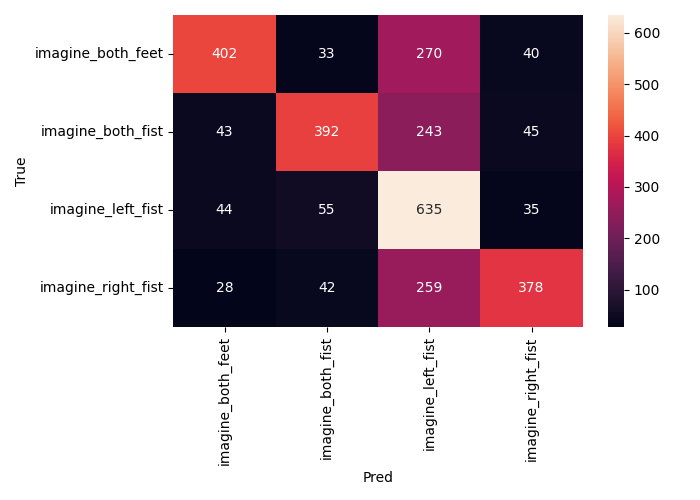 True
imagine_both_feet 402 33 270 40
imagine_both_fist 43 392 243 45
imagine_left_fist 44 55 635 35
imagine_right_fist 28 42 259 378
imagine_both_feet
imagine_both_fist
imagine_left_fist
imagine_right_fist
Pred
600
500
400
300
200
100